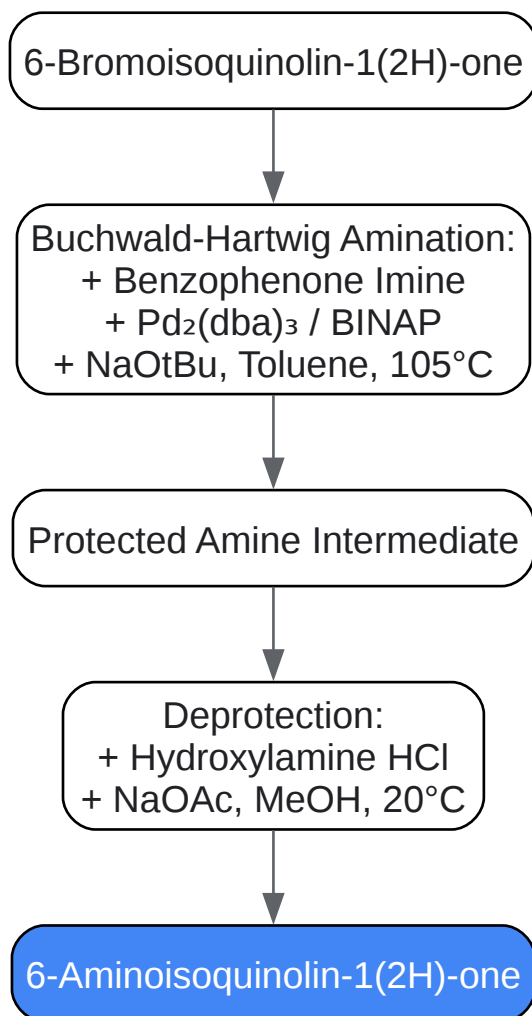 6-Bromoisoquinolin-1(2H)-one
Buchwald-Hartwig Amination:
+ Benzophenone Imine
+ Pd₂(dba)₃ / BINAP
+ NaOtBu, Toluene, 105°C
Protected Amine Intermediate
Deprotection:
+ Hydroxylamine HCl
+ NaOAc, MeOH, 20°C
6-Aminoisoquinolin-1(2H)-one